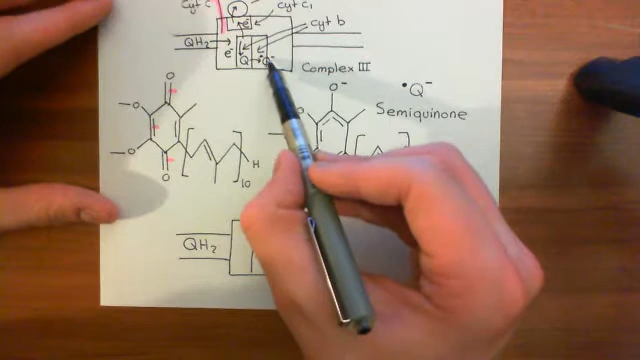 cyt c
cyt c₁
e⁻
cyt b
QH₂
e⁻
Q → •Q⁻
Complex III
O
O⁻
•Q⁻
Semiquinone
O
O
O
H
10
O
QH₂